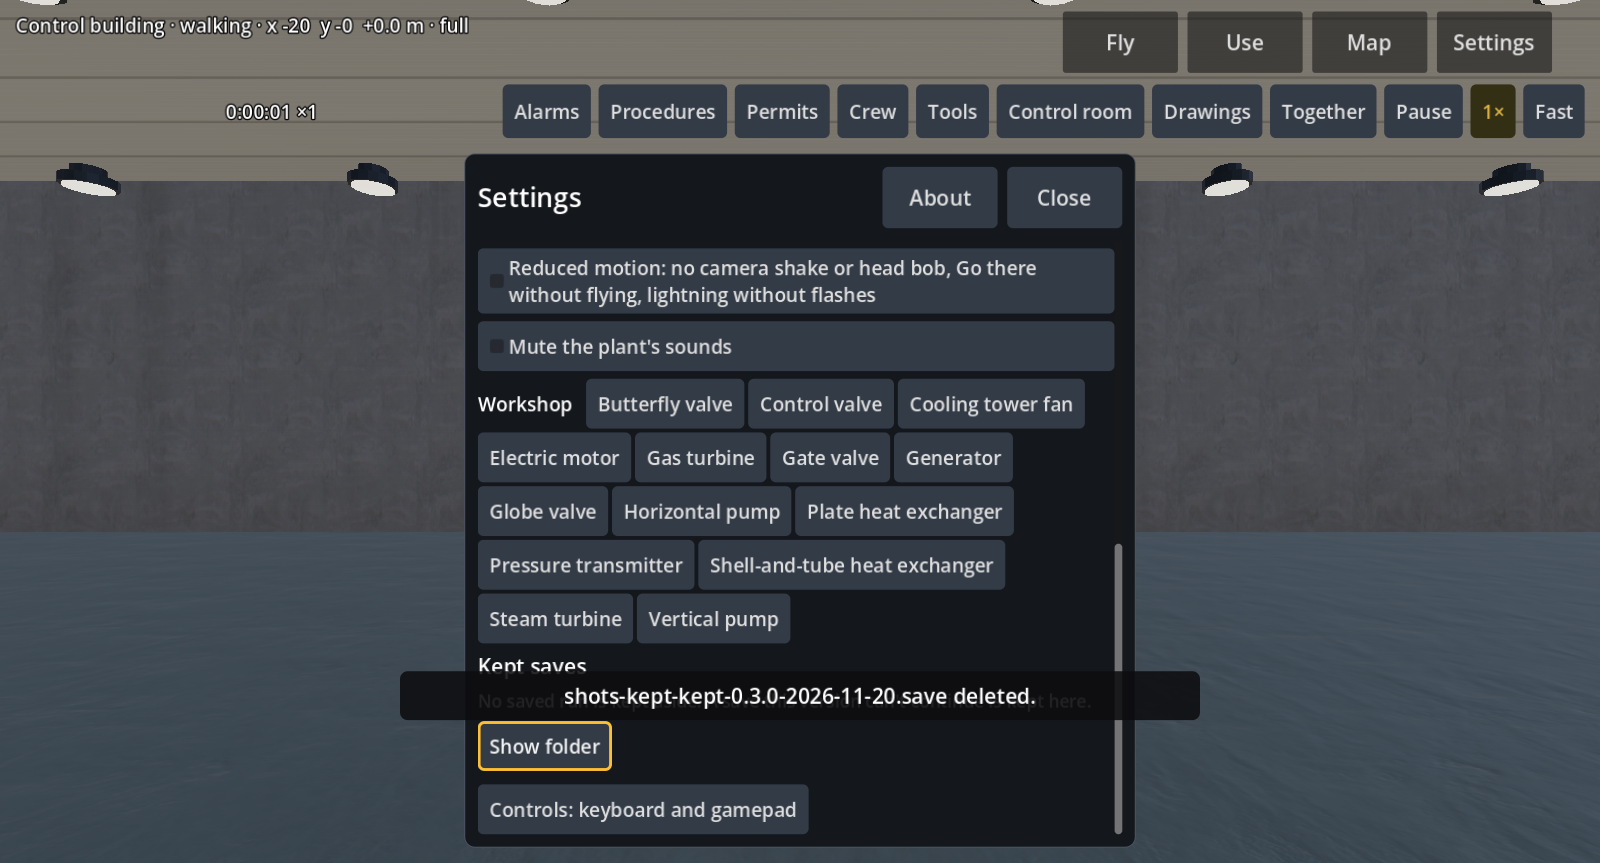 Control building · walking · x -20 y -0 +0.0 m · full
Fly
Use
Map
Settings
0:00:01 ×1
Alarms
Procedures
Permits
Crew
Tools
Control room
Drawings
Together
Pause
1×
Fast
Settings
About
Close
Reduced motion: no camera shake or head bob, Go there
without flying, lightning without flashes
Mute the plant's sounds
Workshop
Butterfly valve
Control valve
Cooling tower fan
Electric motor
Gas turbine
Gate valve
Generator
Globe valve
Horizontal pump
Plate heat exchanger
Pressure transmitter
Shell-and-tube heat exchanger
Steam turbine
Vertical pump
Kept saves
shots-kept-kept-0.3.0-2026-11-20.save deleted.
No saved here.
Show folder
Controls: keyboard and gamepad